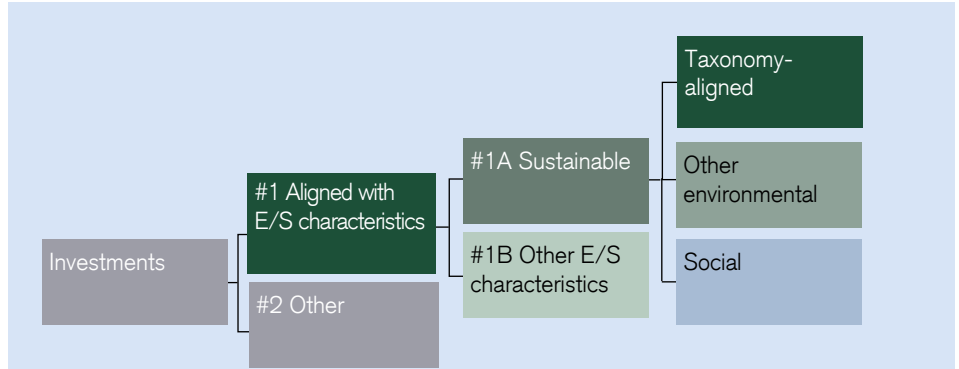 Investments
#1 Aligned with
E/S characteristics
#2 Other
#1A Sustainable
#1B Other E/S
characteristics
Taxonomy-
aligned
Other
environmental
Social